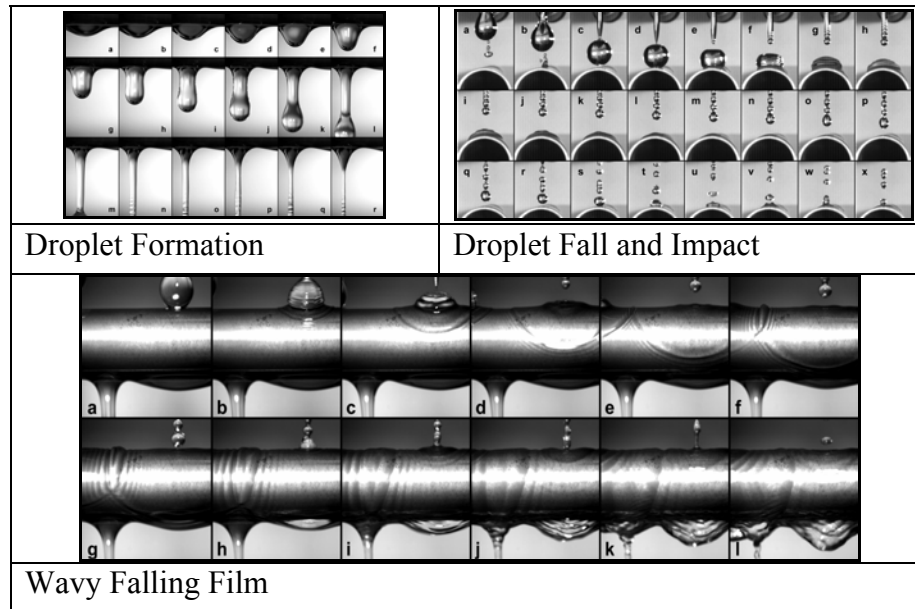 a b c d e f
g h i j k l
m n o p q r
Droplet Formation
a b c d e f g h
i j k l m n o p
q r s t u v w x
Droplet Fall and Impact
a b c d e f
g h i j k l
Wavy Falling Film